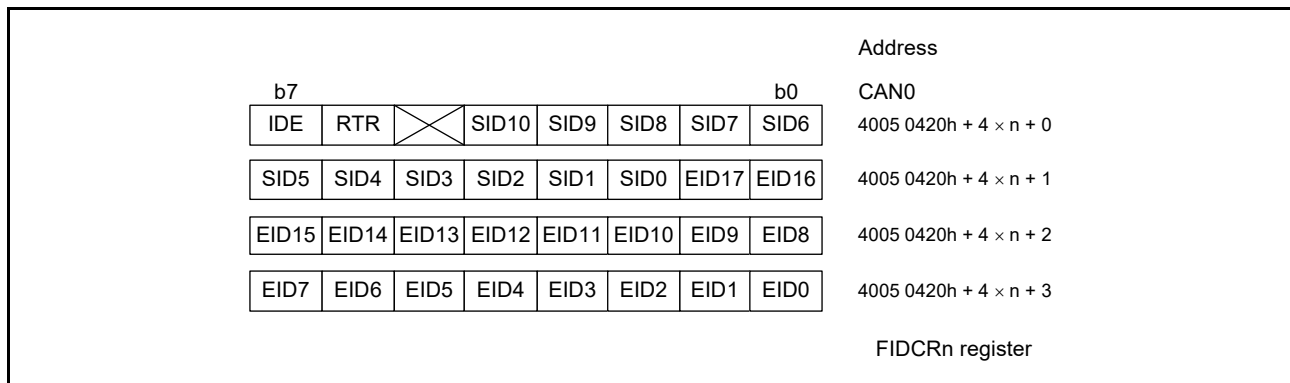 Address
b7 b0 CAN0
IDE RTR SID10 SID9 SID8 SID7 SID6 4005 0420h + 4 × n + 0
SID5 SID4 SID3 SID2 SID1 SID0 EID17 EID16 4005 0420h + 4 × n + 1
EID15 EID14 EID13 EID12 EID11 EID10 EID9 EID8 4005 0420h + 4 × n + 2
EID7 EID6 EID5 EID4 EID3 EID2 EID1 EID0 4005 0420h + 4 × n + 3
FIDCRn register